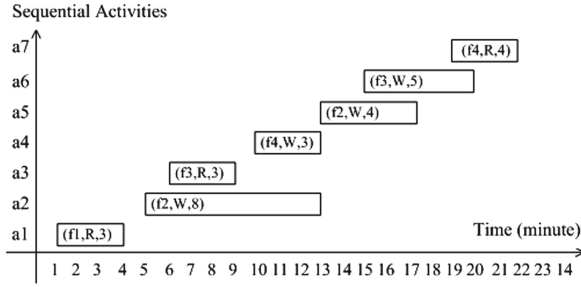 Sequential Activities
a7 (f4,R,4)
a6 (f3,W,5)
a5 (f2,W,4)
a4 (f4,W,3)
a3 (f3,R,3)
a2 (f2,W,8)
a1 (f1,R,3) Time (minute)
1 2 3 4 5 6 7 8 9 10 11 12 13 14 15 16 17 18 19 20 21 22 23 14